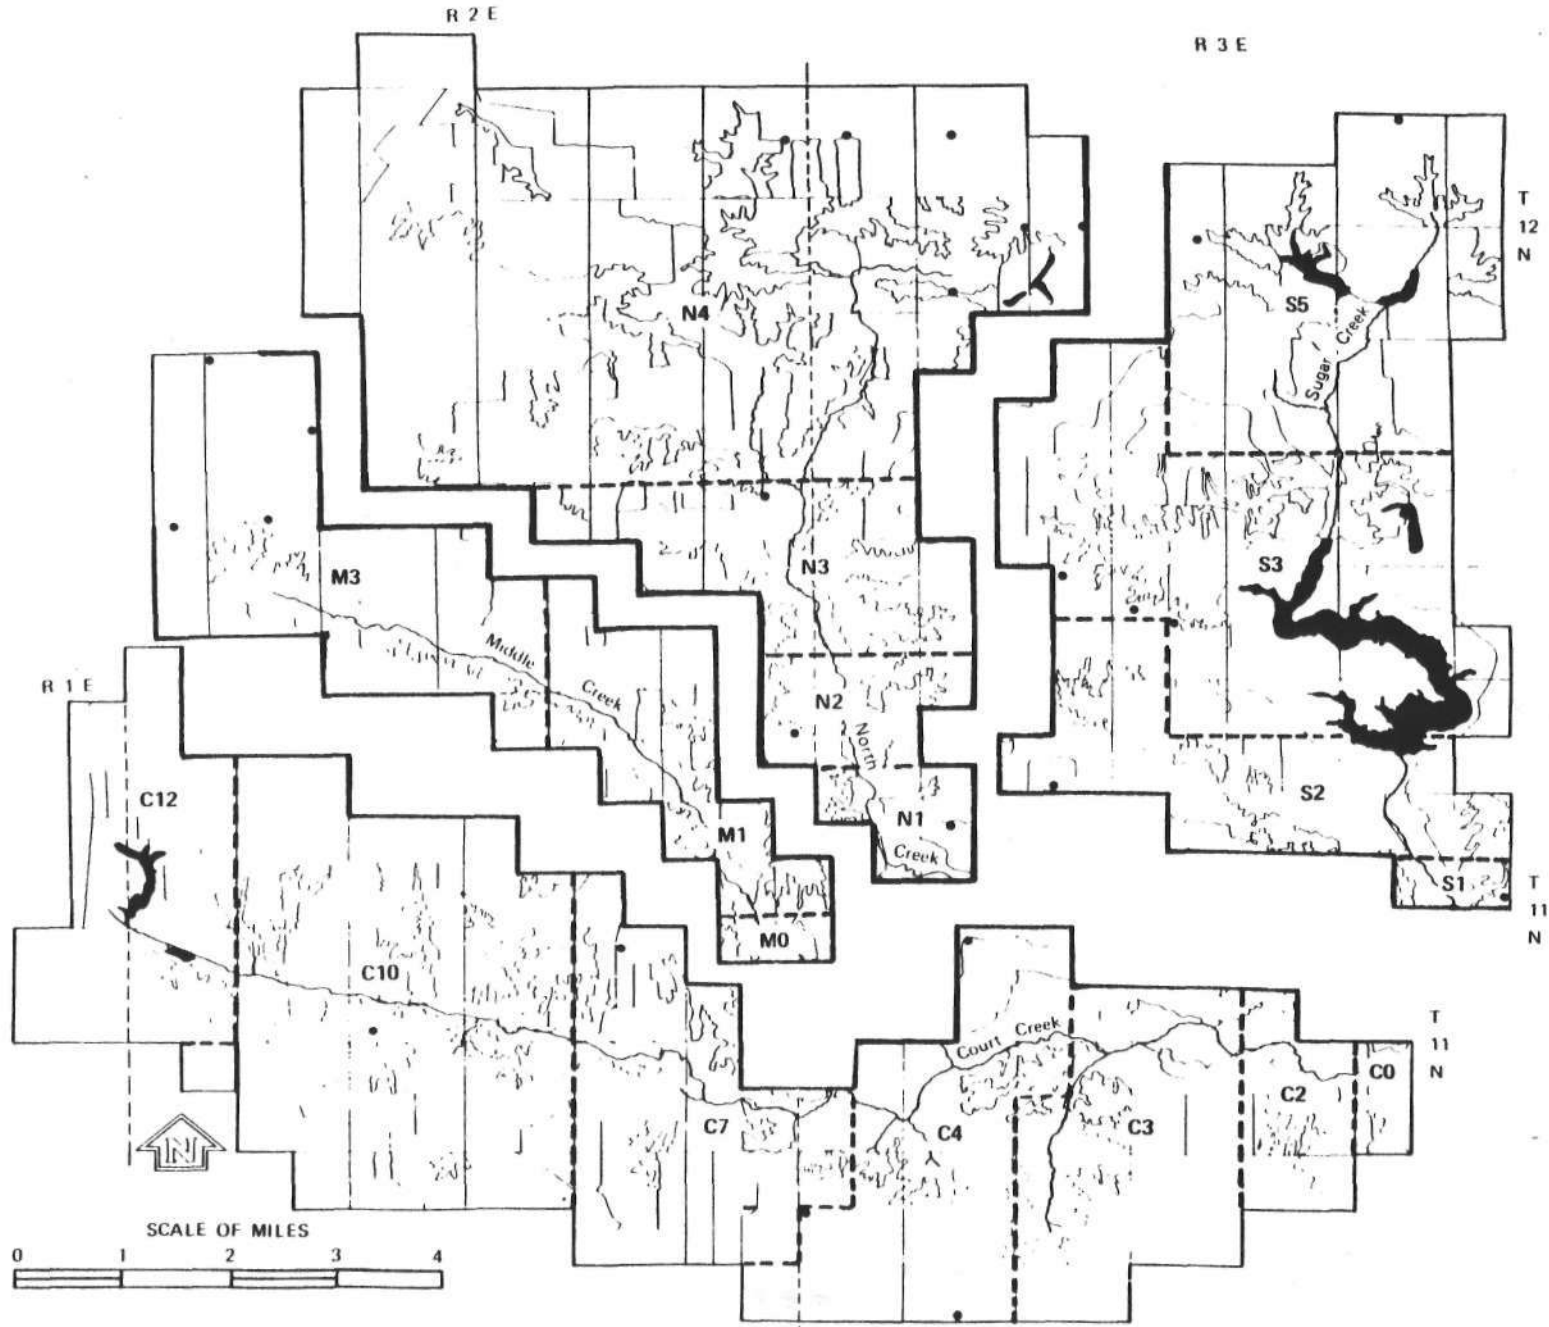 R 2 E
R 3 E
T
12
N
S5
Sugar Creek
N4
S3
M3
N3
Middle Creek
R 1 E
N2
North Creek
C12
S2
N1
M1
S1
T
11
N
M0
C10
Court Creek
T
11
N
C0
C2
C7
C4
C3
N
SCALE OF MILES
0 1 2 3 4